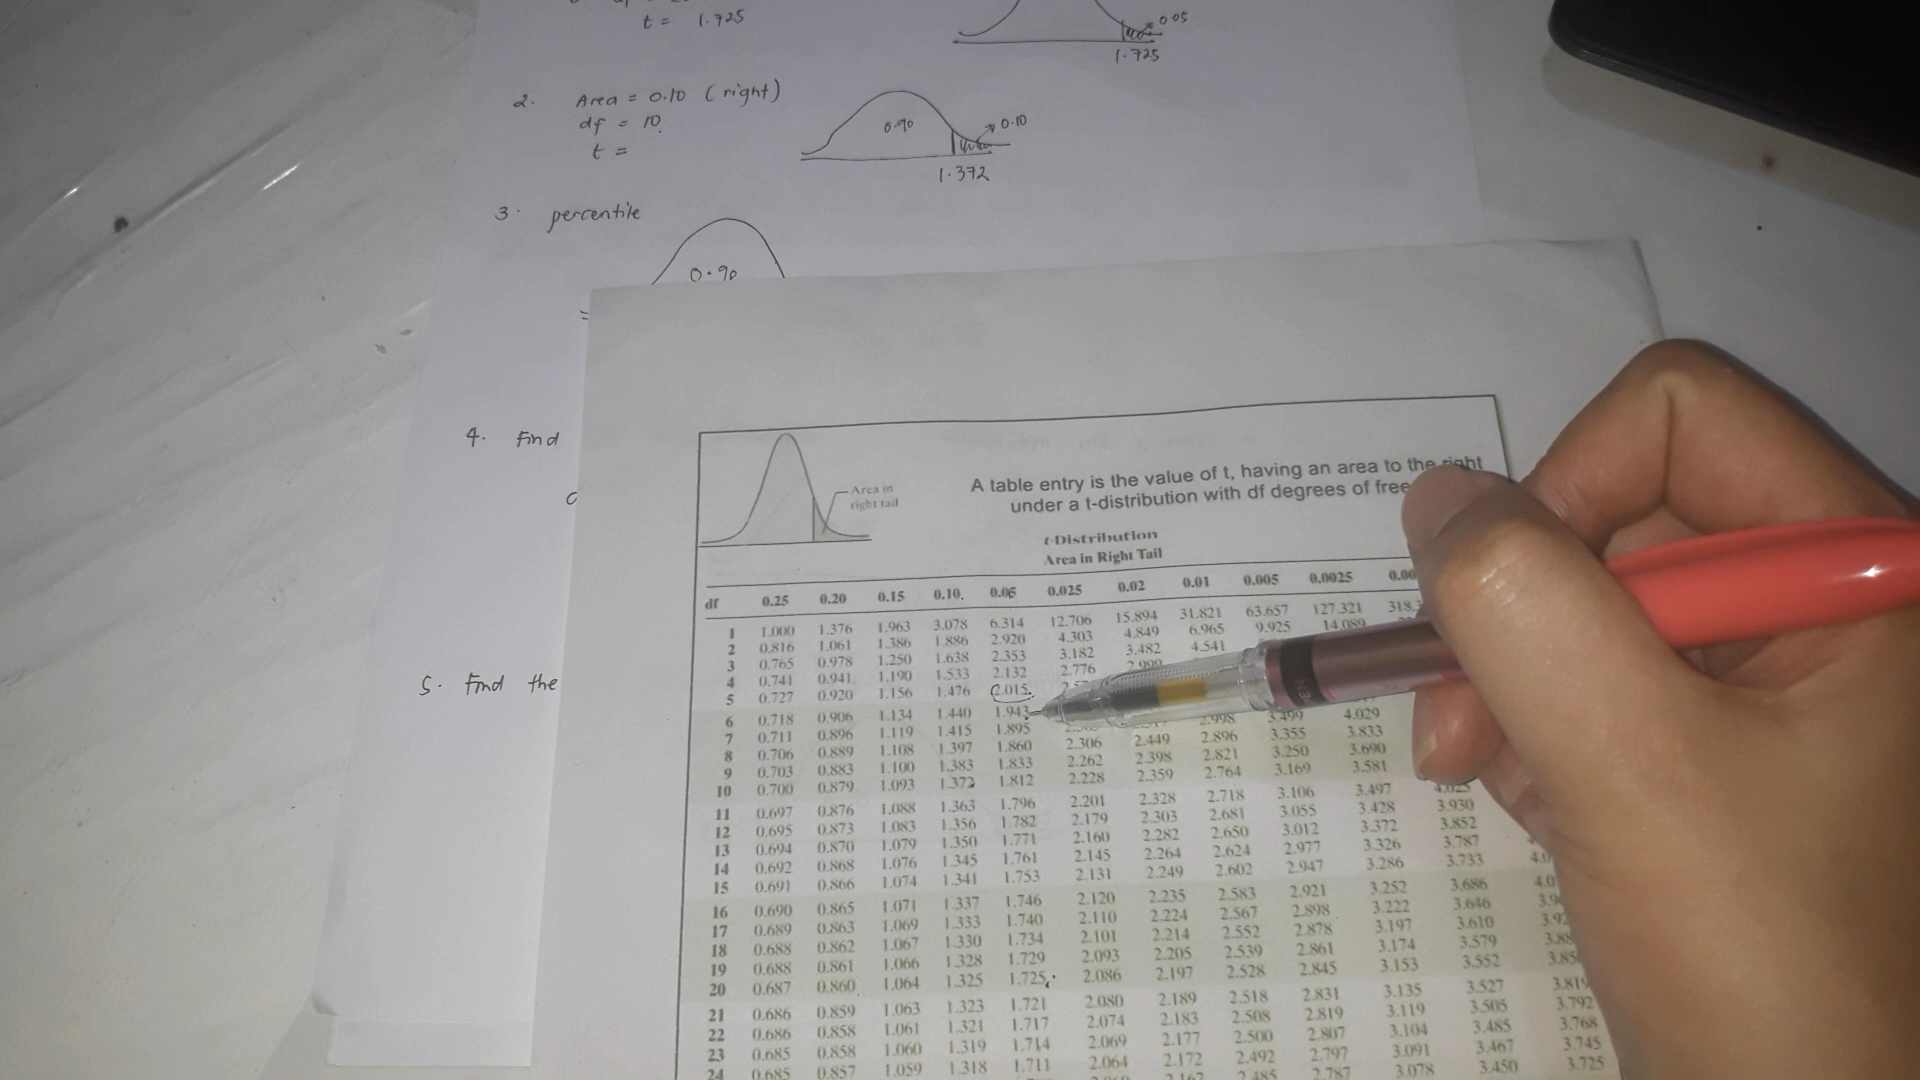 t = 1.725
0.05
1.725
2. Area = 0.10 (right)
df = 10
t =
0.90
0.10
1.372
3. percentile
0.90
=
4. Find
5. Find the
Area in
right tail
A table entry is the value of t, having an area to the right
under a t-distribution with df degrees of free
t-Distribution
Area in Right Tail
df 0.25 0.20 0.15 0.10 0.05 0.025 0.02 0.01 0.005 0.0025 0.00
1 1.000 1.376 1.963 3.078 6.314 12.706 15.894 31.821 63.657 127.321 318.3
2 0.816 1.061 1.386 1.886 2.920 4.303 4.849 6.965 9.925 14.089
3 0.765 0.978 1.250 1.638 2.353 3.182 3.482 4.541
4 0.741 0.941 1.190 1.533 2.132 2.776 2.999
5 0.727 0.920 1.156 1.476 2.015
6 0.718 0.906 1.134 1.440 1.943
7 0.711 0.896 1.119 1.415 1.895 2.998 3.499 4.029
8 0.706 0.889 1.108 1.397 1.860 2.306 2.449 2.896 3.355 3.833
9 0.703 0.883 1.100 1.383 1.833 2.262 2.398 2.821 3.250 3.690
10 0.700 0.879 1.093 1.372 1.812 2.228 2.359 2.764 3.169 3.581
11 0.697 0.876 1.088 1.363 1.796 2.201 2.328 2.718 3.106 3.497 4.025
12 0.695 0.873 1.083 1.356 1.782 2.179 2.303 2.681 3.055 3.428 3.930
13 0.694 0.870 1.079 1.350 1.771 2.160 2.282 2.650 3.012 3.372 3.852
14 0.692 0.868 1.076 1.345 1.761 2.145 2.264 2.624 2.977 3.326 3.787
15 0.691 0.866 1.074 1.341 1.753 2.131 2.249 2.602 2.947 3.286 3.733 4.0
16 0.690 0.865 1.071 1.337 1.746 2.120 2.235 2.583 2.921 3.252 3.686 4.0
17 0.689 0.863 1.069 1.333 1.740 2.110 2.224 2.567 2.898 3.222 3.646 3.9
18 0.688 0.862 1.067 1.330 1.734 2.101 2.214 2.552 2.878 3.197 3.610 3.92
19 0.688 0.861 1.066 1.328 1.729 2.093 2.205 2.539 2.861 3.174 3.579 3.88
20 0.687 0.860 1.064 1.325 1.725 2.086 2.197 2.528 2.845 3.153 3.552 3.850
21 0.686 0.859 1.063 1.323 1.721 2.080 2.189 2.518 2.831 3.135 3.527 3.819
22 0.686 0.858 1.061 1.321 1.717 2.074 2.183 2.508 2.819 3.119 3.505 3.792
23 0.685 0.858 1.060 1.319 1.714 2.069 2.177 2.500 2.807 3.104 3.485 3.768
24 0.685 0.857 1.059 1.318 1.711 2.064 2.172 2.492 2.797 3.091 3.467 3.745
2.167 2.485 2.787 3.078 3.450 3.725